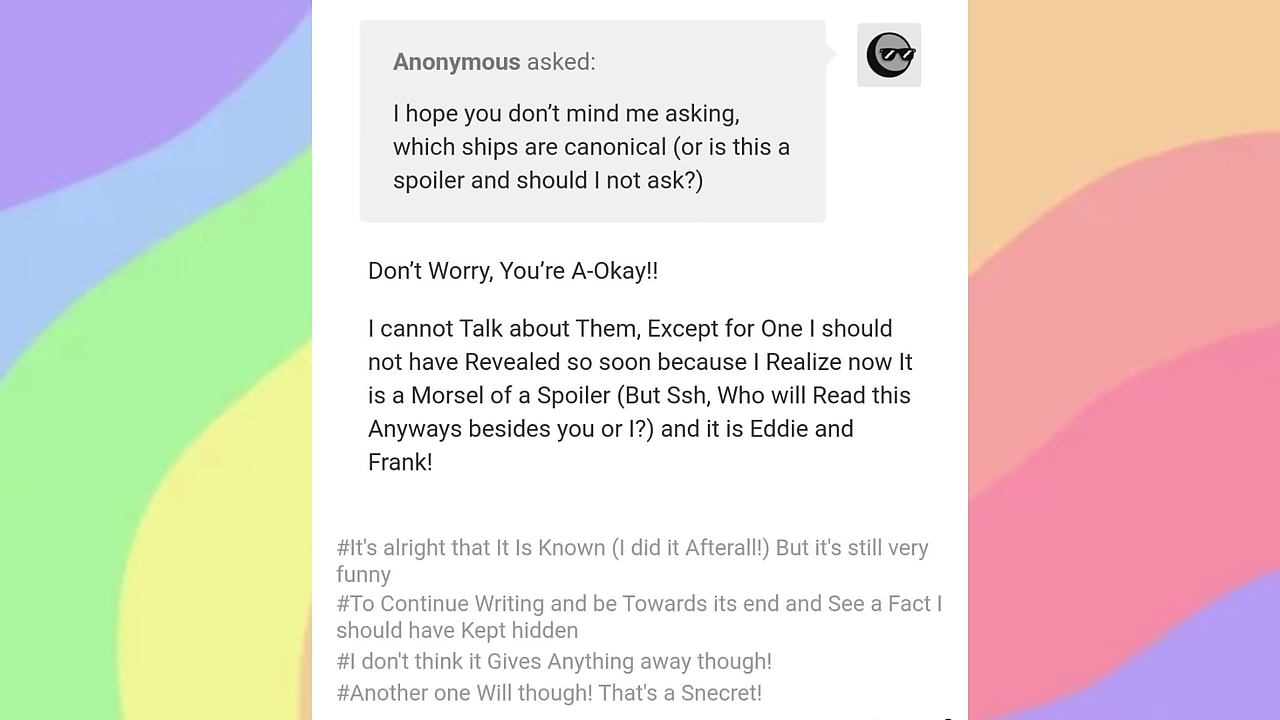 Anonymous asked:
I hope you don’t mind me asking,
which ships are canonical (or is this a
spoiler and should I not ask?)
Don’t Worry, You’re A-Okay!!
I cannot Talk about Them, Except for One I should
not have Revealed so soon because I Realize now It
is a Morsel of a Spoiler (But Ssh, Who will Read this
Anyways besides you or I?) and it is Eddie and
Frank!
#It's alright that It Is Known (I did it Afterall!) But it's still very
funny
#To Continue Writing and be Towards its end and See a Fact I
should have Kept hidden
#I don't think it Gives Anything away though!
#Another one Will though! That's a Snecret!